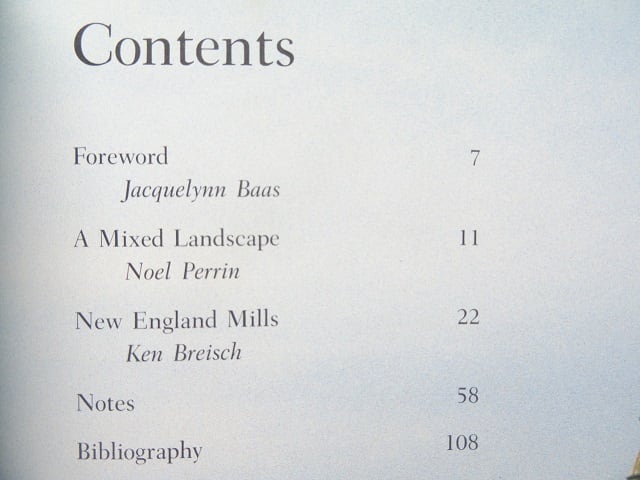 Contents
Foreword 7
Jacquelynn Baas
A Mixed Landscape 11
Noel Perrin
New England Mills 22
Ken Breisch
Notes 58
Bibliography 108